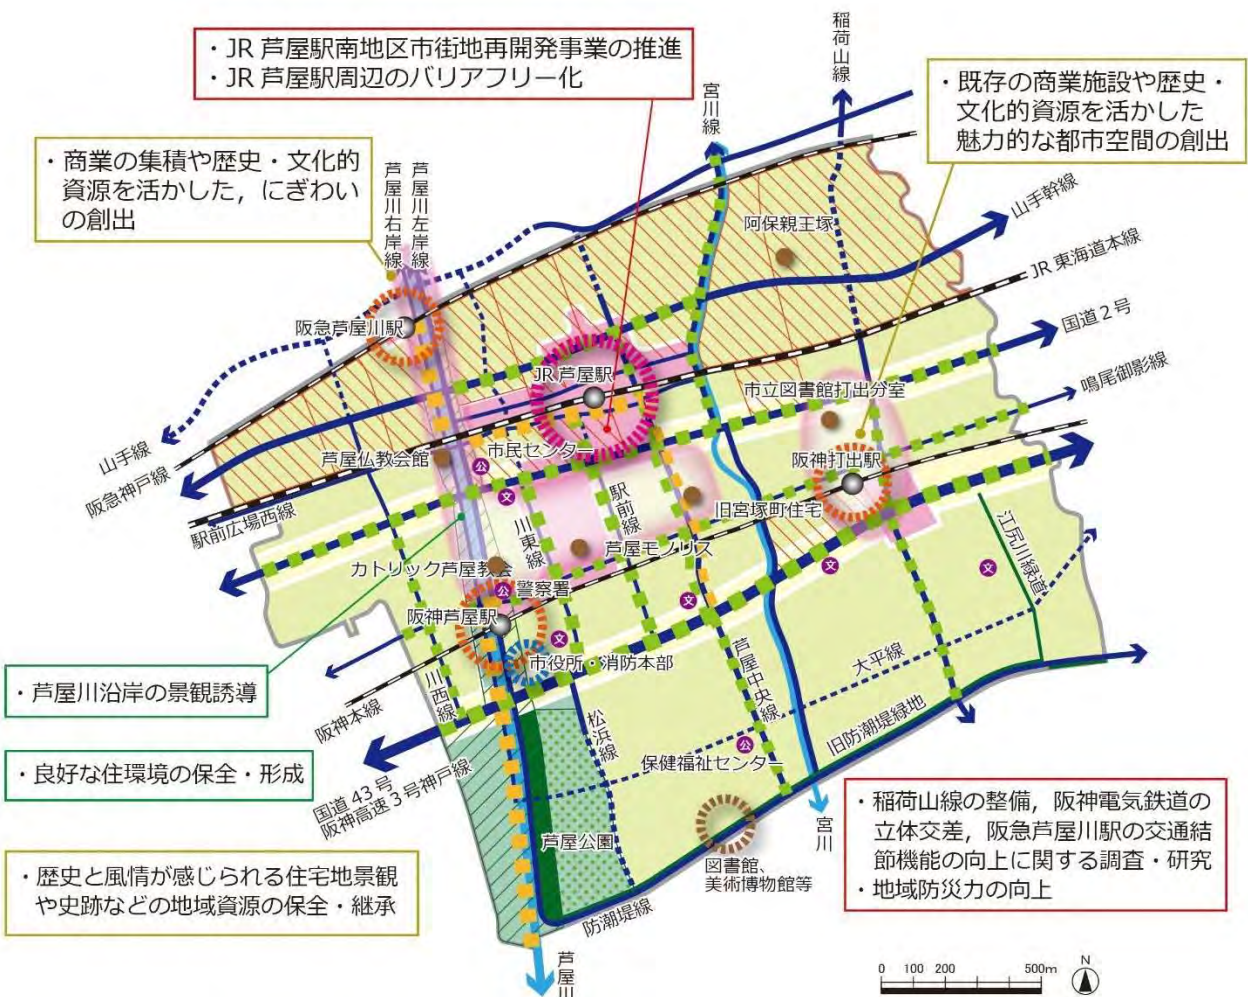 ・JR 芦屋駅南地区市街地再開発事業の推進
・JR 芦屋駅周辺のバリアフリー化
稲荷山線
宮川線
・既存の商業施設や歴史・
文化的資源を活かした
魅力的な都市空間の創出
・商業の集積や歴史・文化的
資源を活かした，にぎわい
の創出
芦屋川右岸線
芦屋川左岸線
阿保親王塚
山手幹線
JR 東海道本線
阪急芦屋川駅
国道２号
JR 芦屋駅
市立図書館打出分室
鳴尾御影線
山手線
阪急神戸線
芦屋仏教会館
市民センター
公
文
阪神打出駅
駅前広場西線
川東線
駅前線
旧宮塚町住宅
江尻川緑道
芦屋モノリス
カトリック芦屋教会
公
警察署
文
文
文
阪神芦屋駅
文
市役所・消防本部
・芦屋川沿岸の景観誘導
川西線
阪神本線
松浜線
芦屋中央線
大平線
旧防潮堤緑地
・良好な住環境の保全・形成
国道 43号
阪神高速３号神戸線
公
保健福祉センター
宮川
・稲荷山線の整備，阪神電気鉄道の
立体交差，阪急芦屋川駅の交通結
節機能の向上に関する調査・研究
・地域防災力の向上
芦屋公園
図書館、
美術博物館等
・歴史と風情が感じられる住宅地景観
や史跡などの地域資源の保全・継承
防潮堤線
芦屋川
0 100 200 500m
N